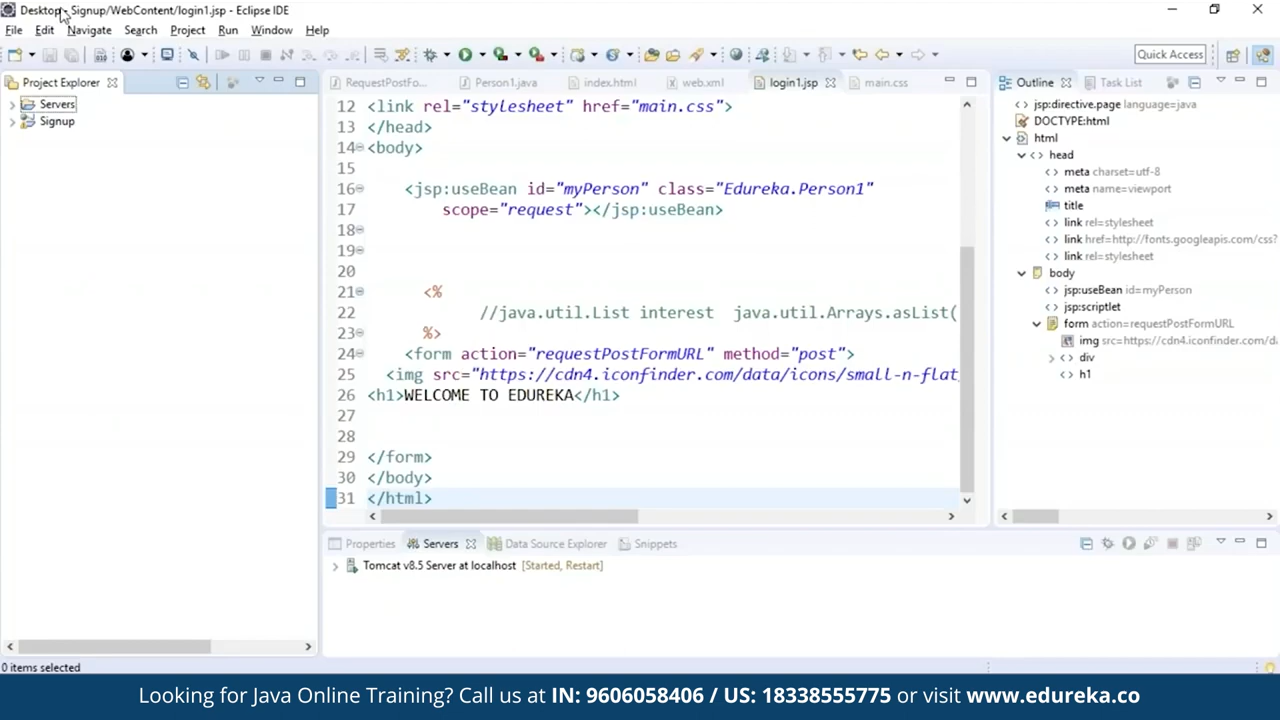 Desktop - Signup/WebContent/login1.jsp - Eclipse IDE
File Edit Navigate Search Project Run Window Help
Quick Access
Project Explorer
Servers
Signup
RequestPostFo... Person1.java index.html web.xml login1.jsp main.css
12 <link rel="stylesheet" href="main.css">
13 </head>
14 <body>
15
16 <jsp:useBean id="myPerson" class="Edureka.Person1"
17 scope="request"></jsp:useBean>
18
19
20
21 <%
22 //java.util.List interest java.util.Arrays.asList(
23 %>
24 <form action="requestPostFormURL" method="post">
25 <img src="https://cdn4.iconfinder.com/data/icons/small-n-flat
26 <h1>WELCOME TO EDUREKA</h1>
27
28
29 </form>
30 </body>
31 </html>
Outline Task List
jsp:directive.page language=java
DOCTYPE:html
html
head
meta charset=utf-8
meta name=viewport
title
link rel=stylesheet
link href=http://fonts.googleapis.com/css?
link rel=stylesheet
body
jsp:useBean id=myPerson
jsp:scriptlet
form action=requestPostFormURL
img src=https://cdn4.iconfinder.com/da
div
h1
Properties Servers Data Source Explorer Snippets
Tomcat v8.5 Server at localhost [Started, Restart]
0 items selected
Looking for Java Online Training? Call us at IN: 9606058406 / US: 18338555775 or visit www.edureka.co